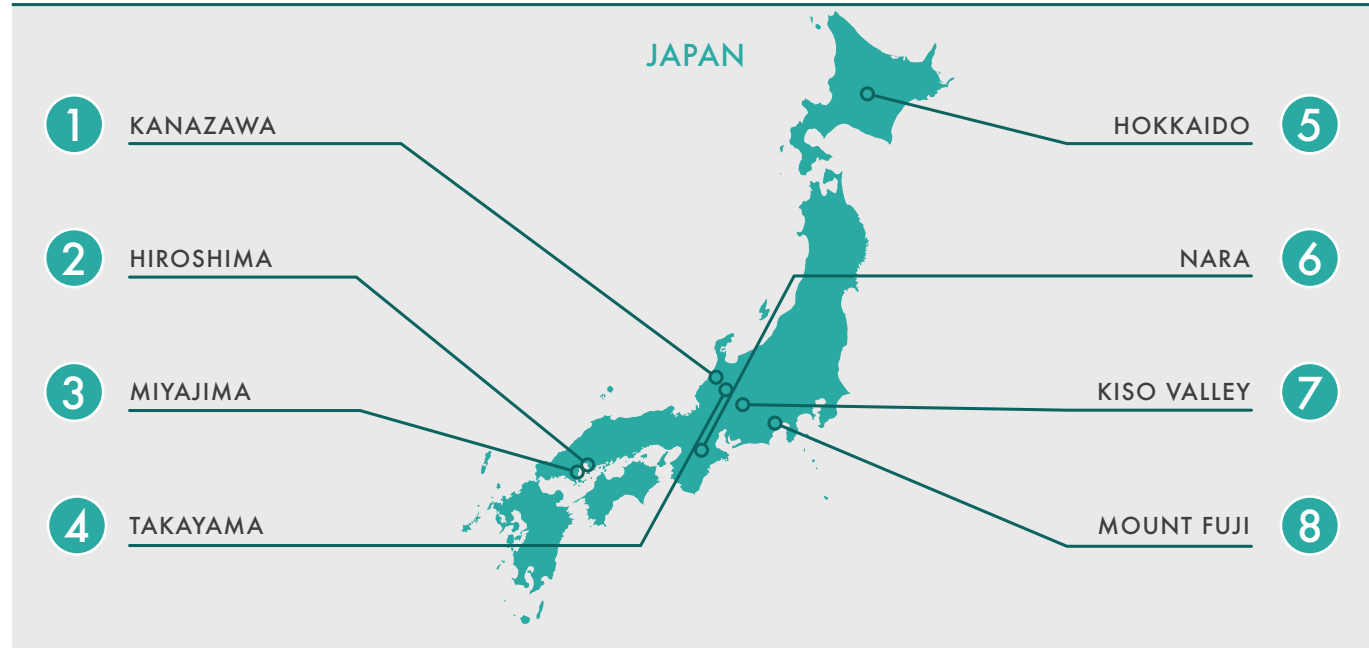 JAPAN
1 KANAZAWA
2 HIROSHIMA
3 MIYAJIMA
4 TAKAYAMA
HOKKAIDO 5
NARA 6
KISO VALLEY 7
MOUNT FUJI 8